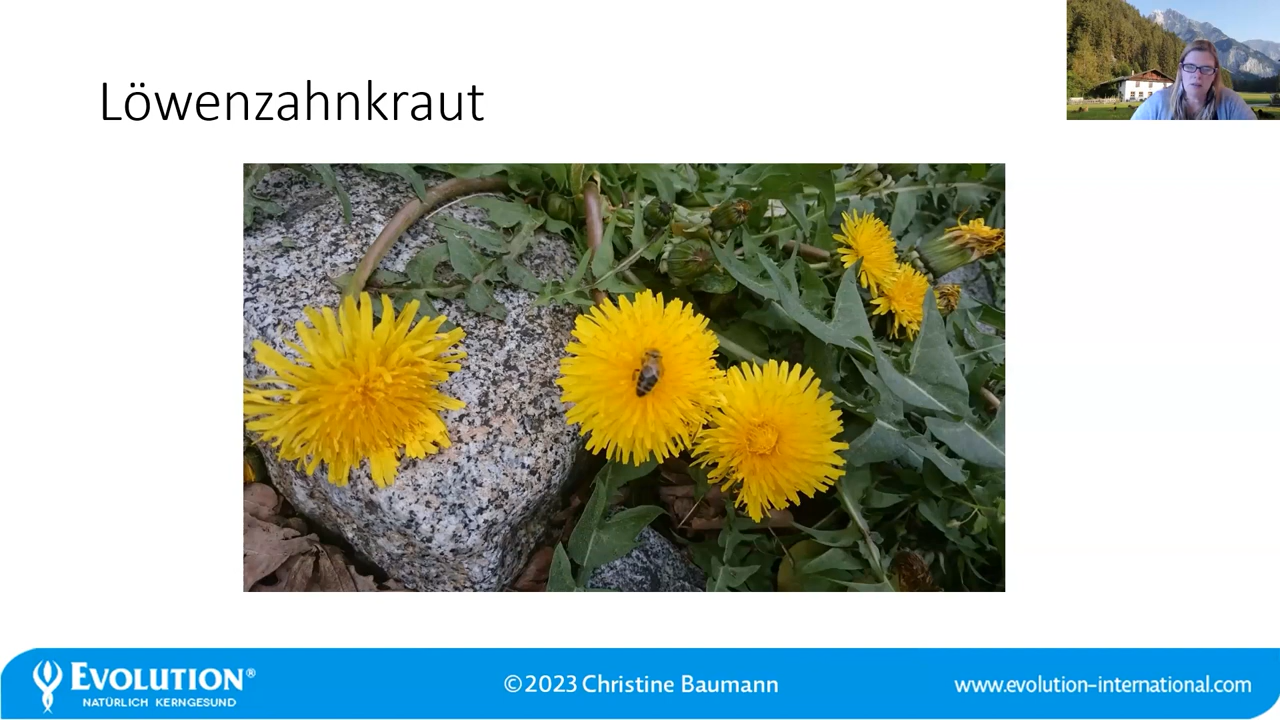 Löwenzahnkraut
EVOLUTION®
NATÜRLICH KERNGESUND
©2023 Christine Baumann
www.evolution-international.com